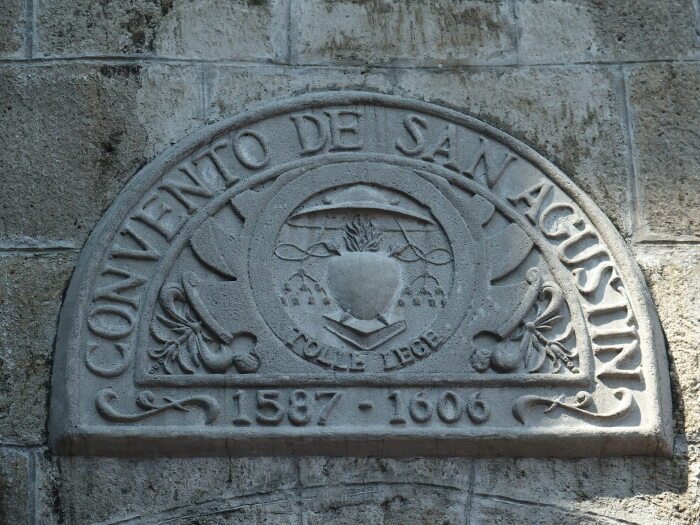 CONVENTO DE SAN AGUSTIN
TOLLE LEGE
1587 - 1606